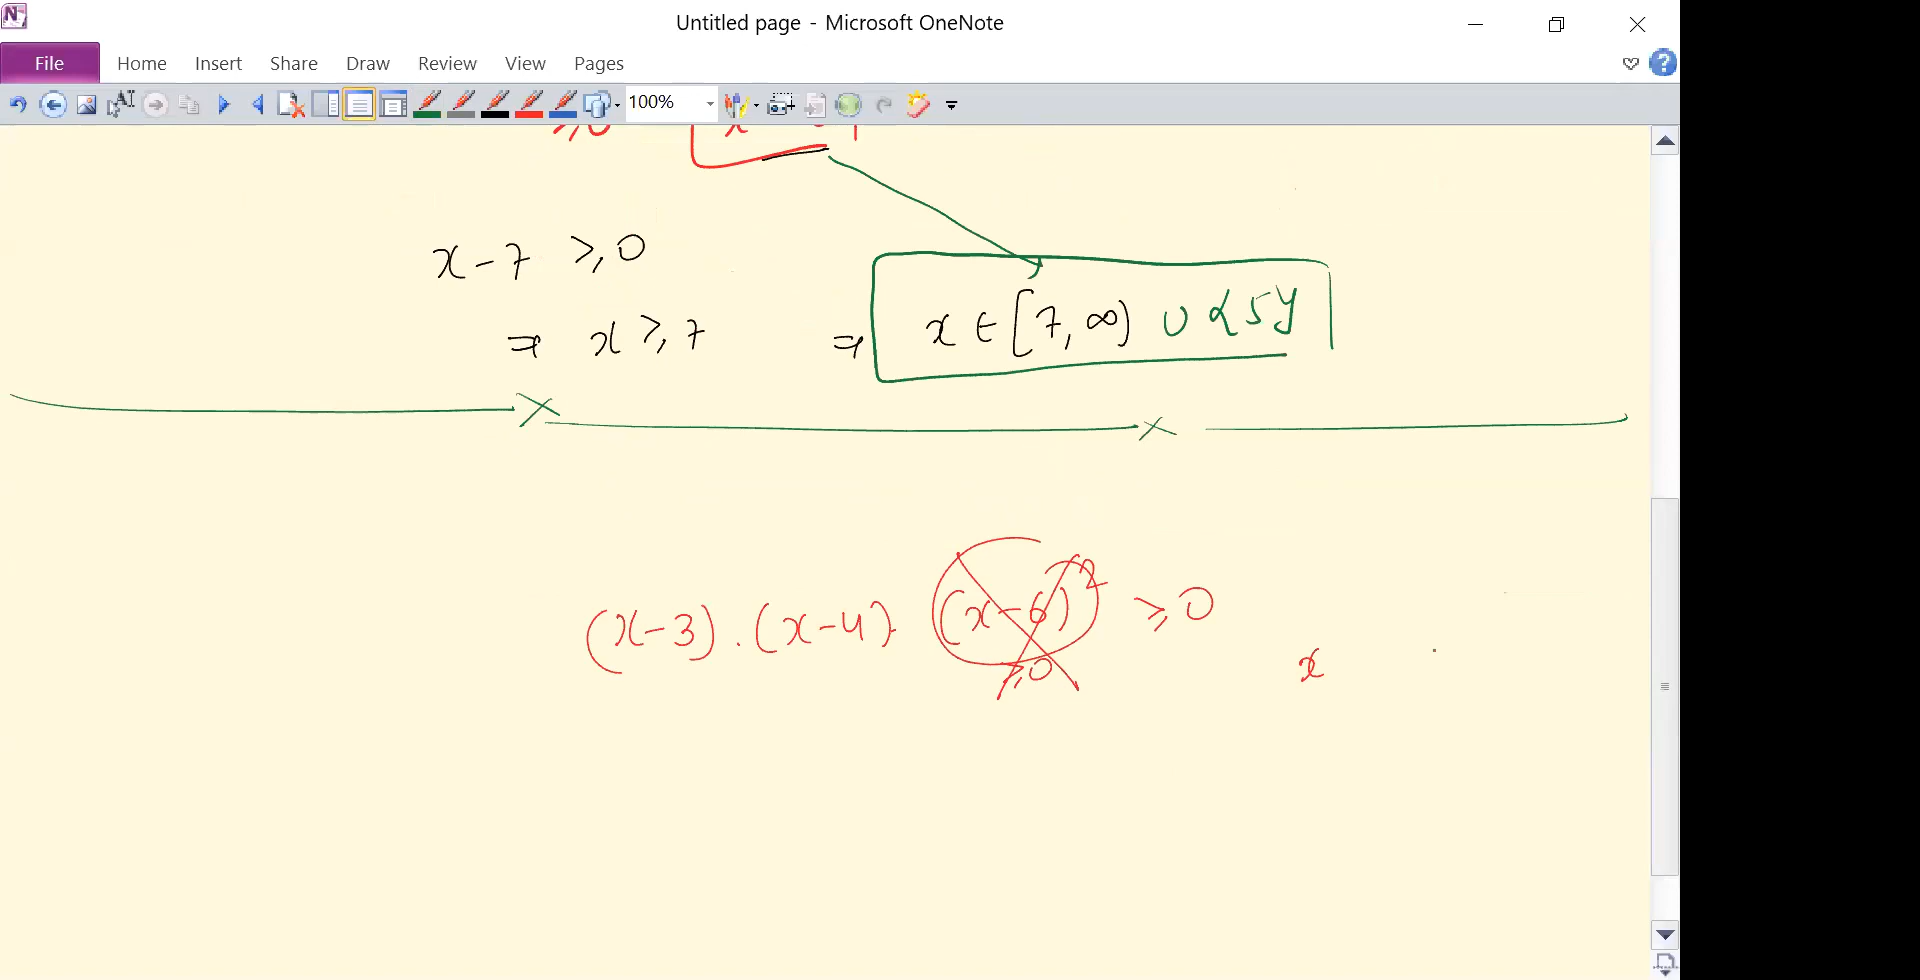 Untitled page - Microsoft OneNote
File Home Insert Share Draw Review View Pages
100%
≥0
x-7 ≥0
⇒ x ≥ 7 ⇒ x ∈ [7, ∞) ∪ {5}
(x-3).(x-4) (x-6)² ≥0
≥0
x